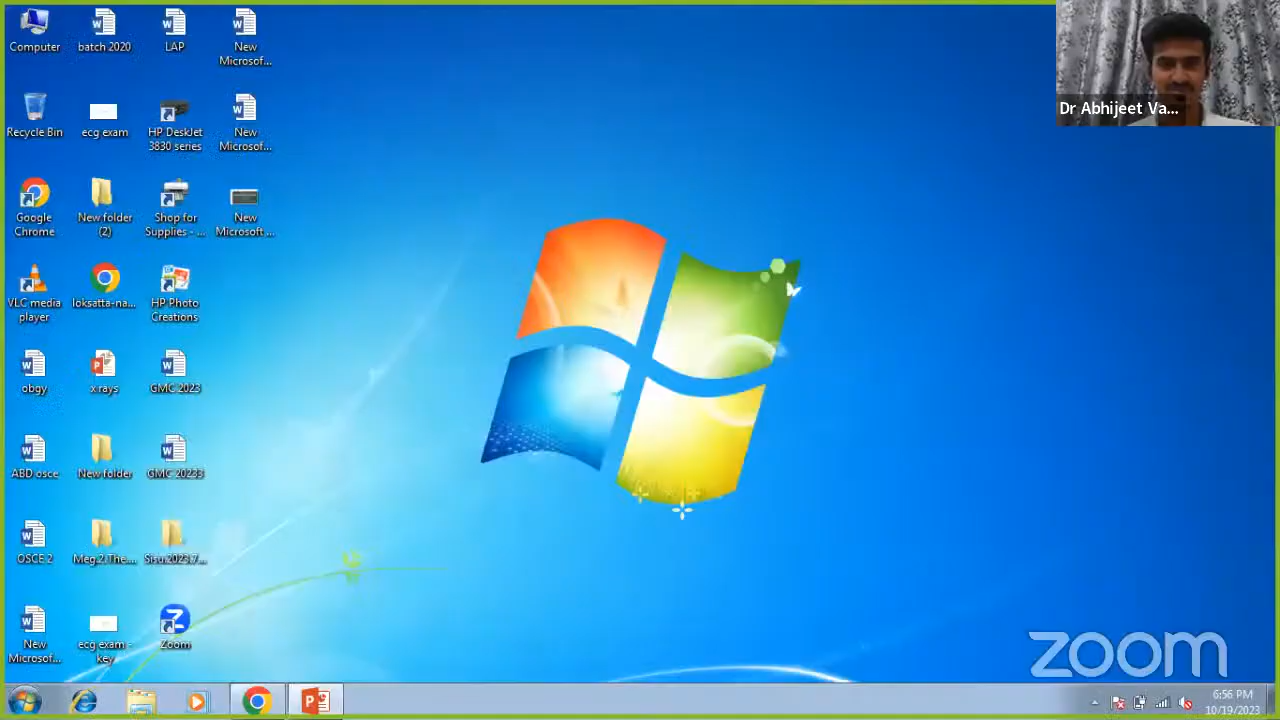 Computer
batch 2020
LAP
New
Microsof...
Dr Abhijeet Va...
Recycle Bin
ecg exam
HP DeskJet
3830 series
New
Microsof...
Google
Chrome
New folder
(2)
Shop for
Supplies - ...
New
Microsoft ...
VLC media
player
loksatta-na...
HP Photo
Creations
obgy
x rays
GMC 2023
ABD osce
New folder
GMC 20233
OSCE 2
Meg.2.The....
Sisu.2023.7...
New
Microsof...
ecg exam -
key
Zoom
zoom
6:56 PM
10/19/2023